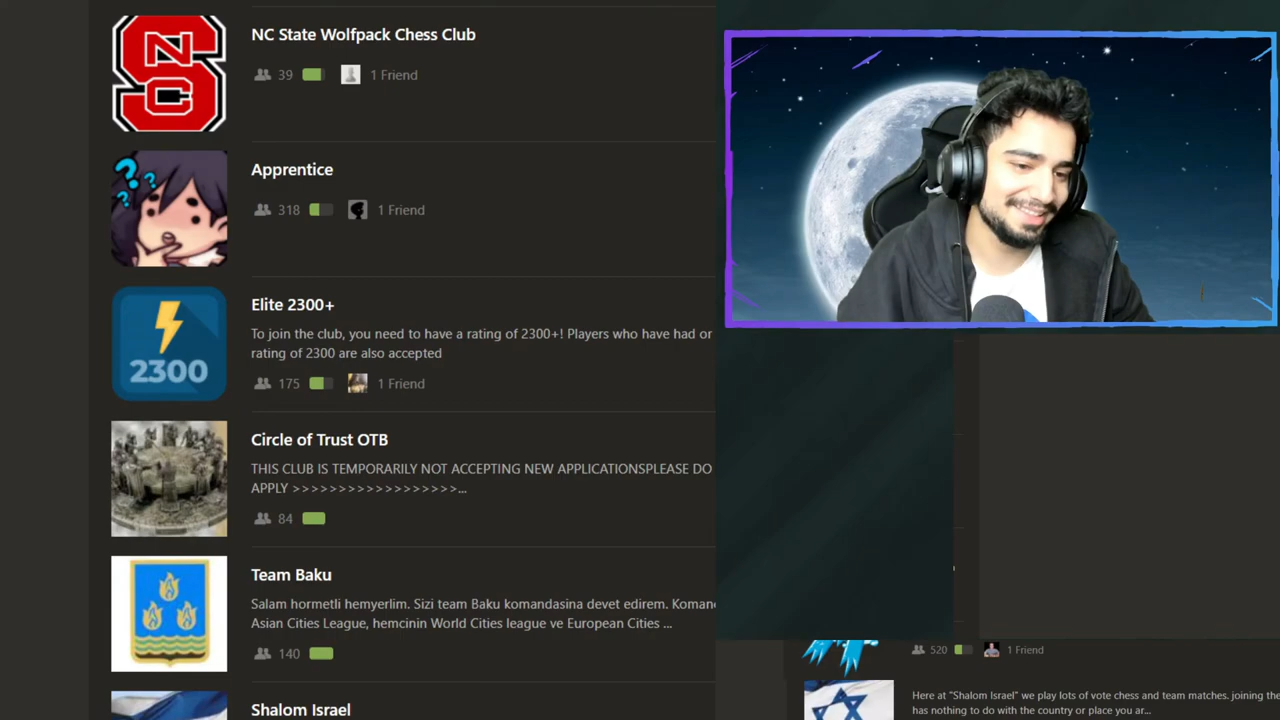 NC State Wolfpack Chess Club
39 1 Friend
Apprentice
318 1 Friend
Elite 2300+
To join the club, you need to have a rating of 2300+! Players who have had or
rating of 2300 are also accepted
2300
175 1 Friend
Circle of Trust OTB
THIS CLUB IS TEMPORARILY NOT ACCEPTING NEW APPLICATIONSPLEASE DO
APPLY >>>>>>>>>>>>>>>>>>...
84
Team Baku
Salam hormetli hemyerlim. Sizi team Baku komandasina devet edirem. Koman
Asian Cities League, hemcinin World Cities league ve European Cities ...
140
Shalom Israel
520 1 Friend
Here at "Shalom Israel" we play lots of vote chess and team matches. joining the
has nothing to do with the country or place you ar...